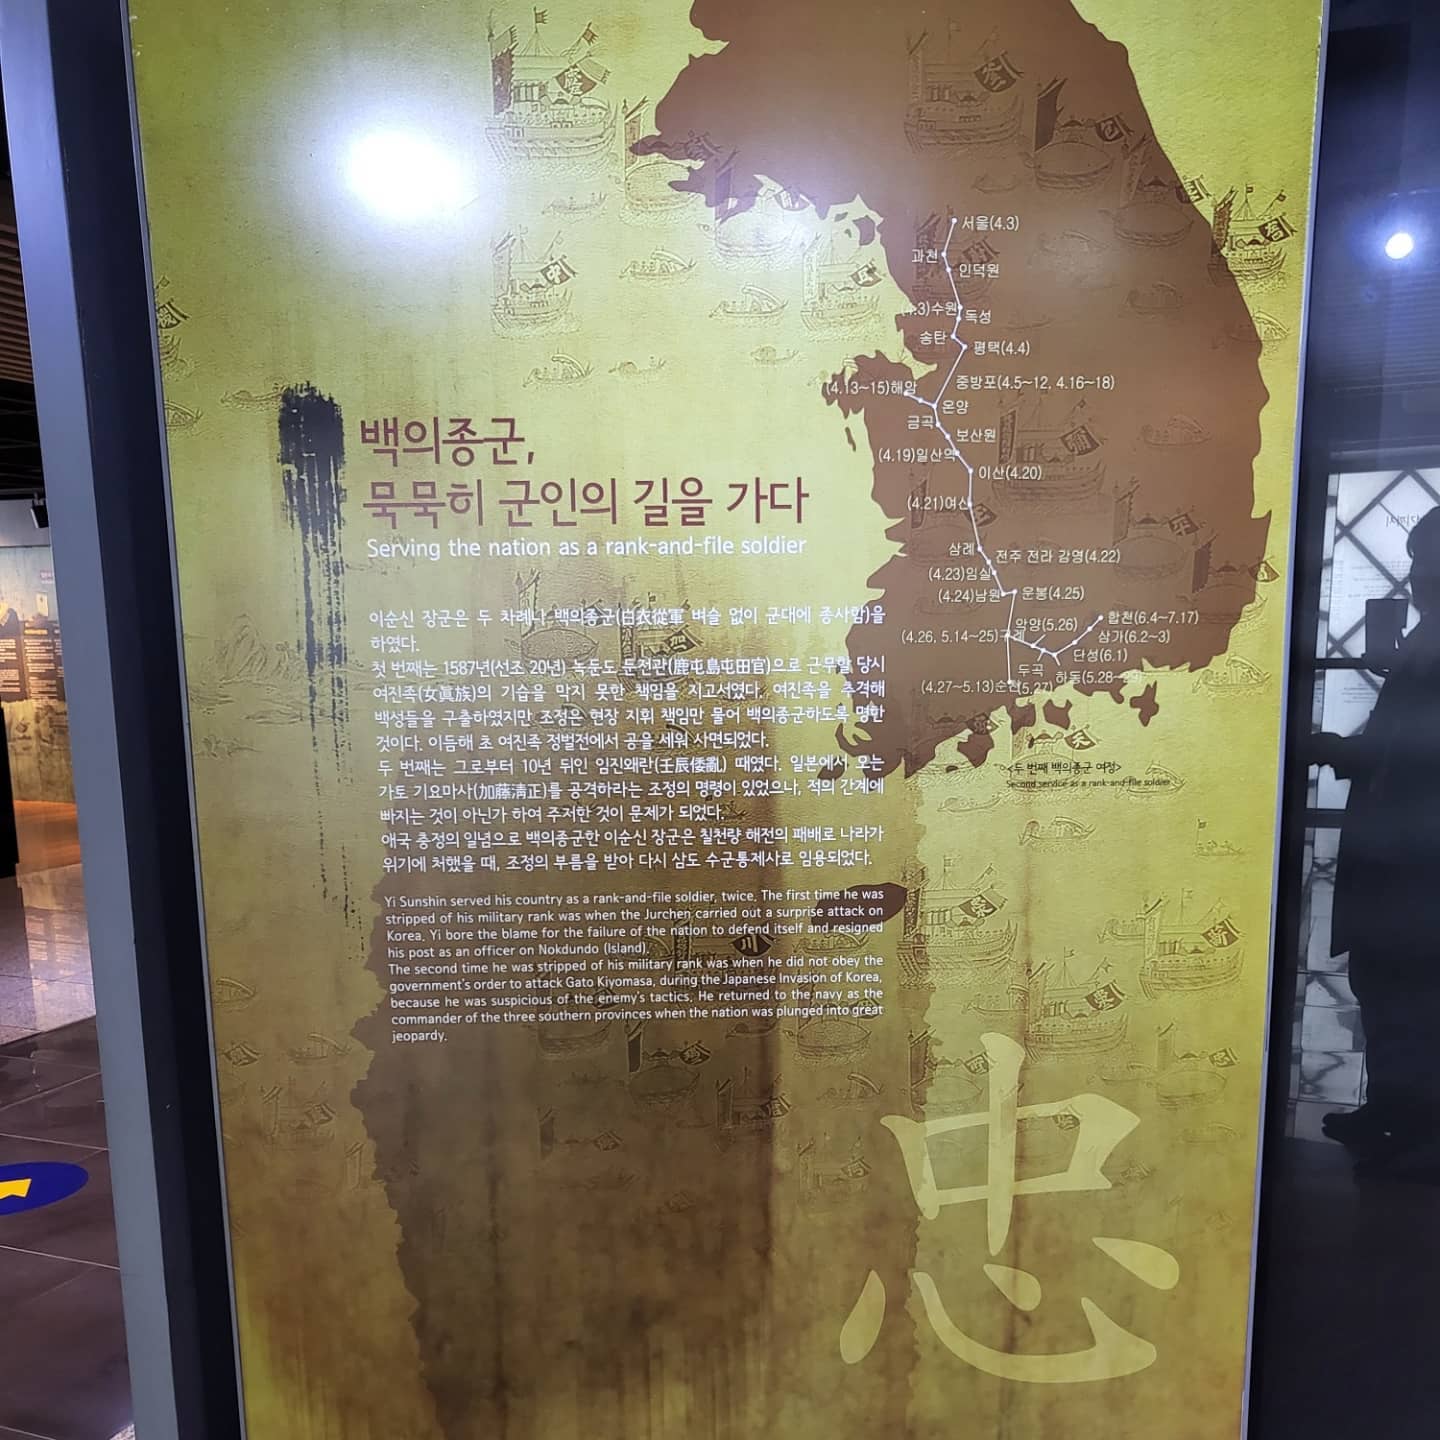 백의종군,
묵묵히 군인의 길을 가다
Serving the nation as a rank-and-file soldier
이순신 장군은 두 차례나 백의종군(白衣從軍 벼슬 없이 군대에 종사함)을
하였다.
첫 번째는 1587년(선조 20년) 녹둔도 둔전관(鹿屯島屯田官)으로 근무할 당시
여진족(女眞族)의 기습을 막지 못한 책임을 지고서였다. 여진족을 추격해
백성들을 구출하였지만 조정은 현장 지휘 책임만 물어 백의종군하도록 명한
것이다. 이듬해 초 여진족 정벌전에서 공을 세워 사면되었다.
두 번째는 그로부터 10년 뒤인 임진왜란(壬辰倭亂) 때였다. 일본에서 오는
가토 기요마사(加藤淸正)를 공격하라는 조정의 명령이 있었으나, 적의 간계에
빠지는 것이 아닌가 하여 주저한 것이 문제가 되었다.
애국 충정의 일념으로 백의종군한 이순신 장군은 칠천량 해전의 패배로 나라가
위기에 처했을 때, 조정의 부름을 받아 다시 삼도 수군통제사로 임용되었다.
Yi Sunshin served his country as a rank-and-file soldier, twice. The first time he was
stripped of his military rank was when the Jurchen carried out a surprise attack on
Korea. Yi bore the blame for the failure of the nation to defend itself and resigned
his post as an officer on Nokdundo (Island).
The second time he was stripped of his military rank was when he did not obey the
government's order to attack Gato Kiyomasa, during the Japanese Invasion of Korea,
because he was suspicious of the enemy's tactics. He returned to the navy as the
commander of the three southern provinces when the nation was plunged into great
jeopardy.
서울(4.3)
과천
인덕원
수원
독성
송탄
평택(4.4)
중방포(4.5~12, 4.16~18)
(4.13~15)해암
온양
금곡
보산원
(4.19)일산역
이산(4.20)
(4.21)여산
삼례
전주 전라 감영(4.22)
(4.23)임실
(4.24)남원
운봉(4.25)
합천(6.4~7.17)
악양(5.26)
(4.26, 5.14~25)
삼가(6.2~3)
단성(6.1)
두곡
하동(5.28~29)
(4.27~5.13)순천
(5.27)
<두 번째 백의종군 여정>
Second service as a rank-and-file soldier
忠